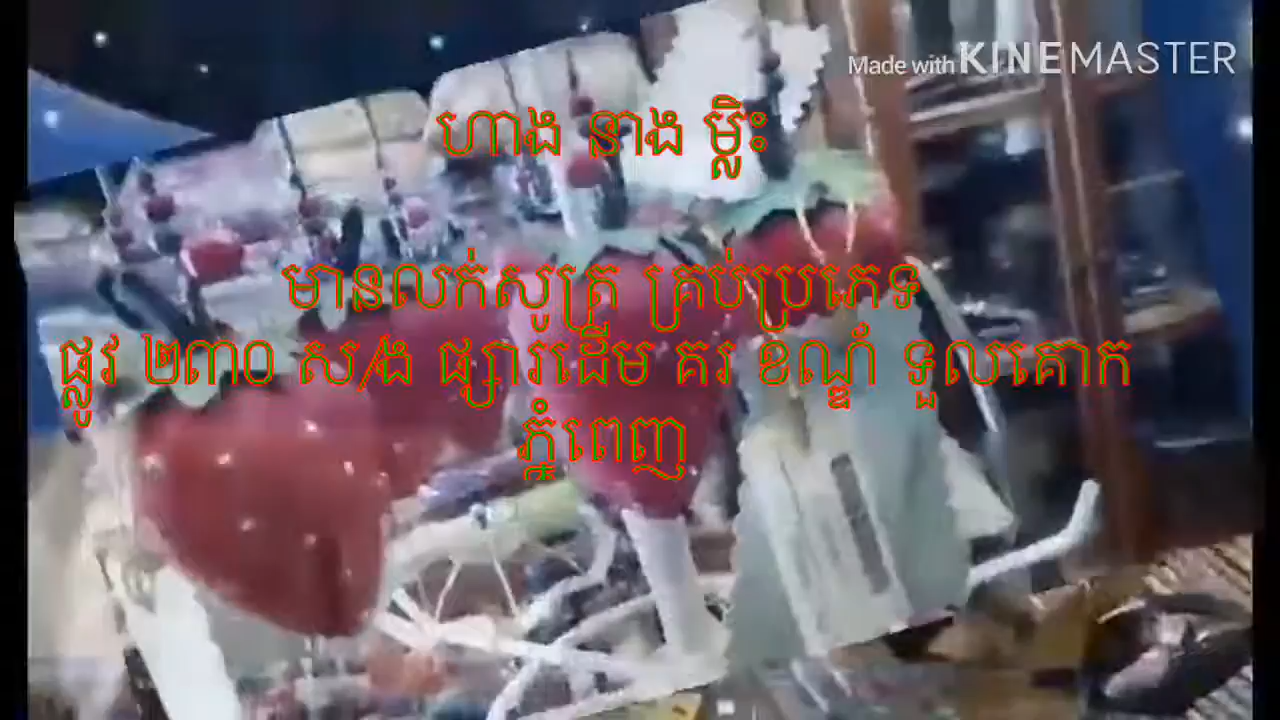 Made with KINEMASTER
ហាង នាង ម្លិះ
មានលក់សូត្រ គ្រប់ប្រភេទ
ផ្លូវ ២៣០ ស/ង ផ្សារដើម គរ ខណ្ឌ័ ទួលគោក
ភ្នំពេញ